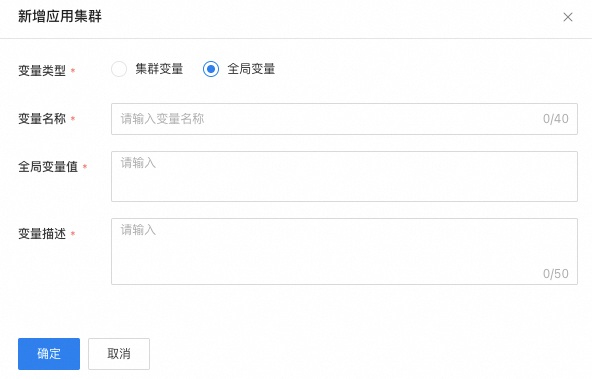 新增应用集群
变量类型 * 集群变量 全局变量
变量名称 * 请输入变量名称 0/40
全局变量值 * 请输入
变量描述 * 请输入
0/50
确定 取消